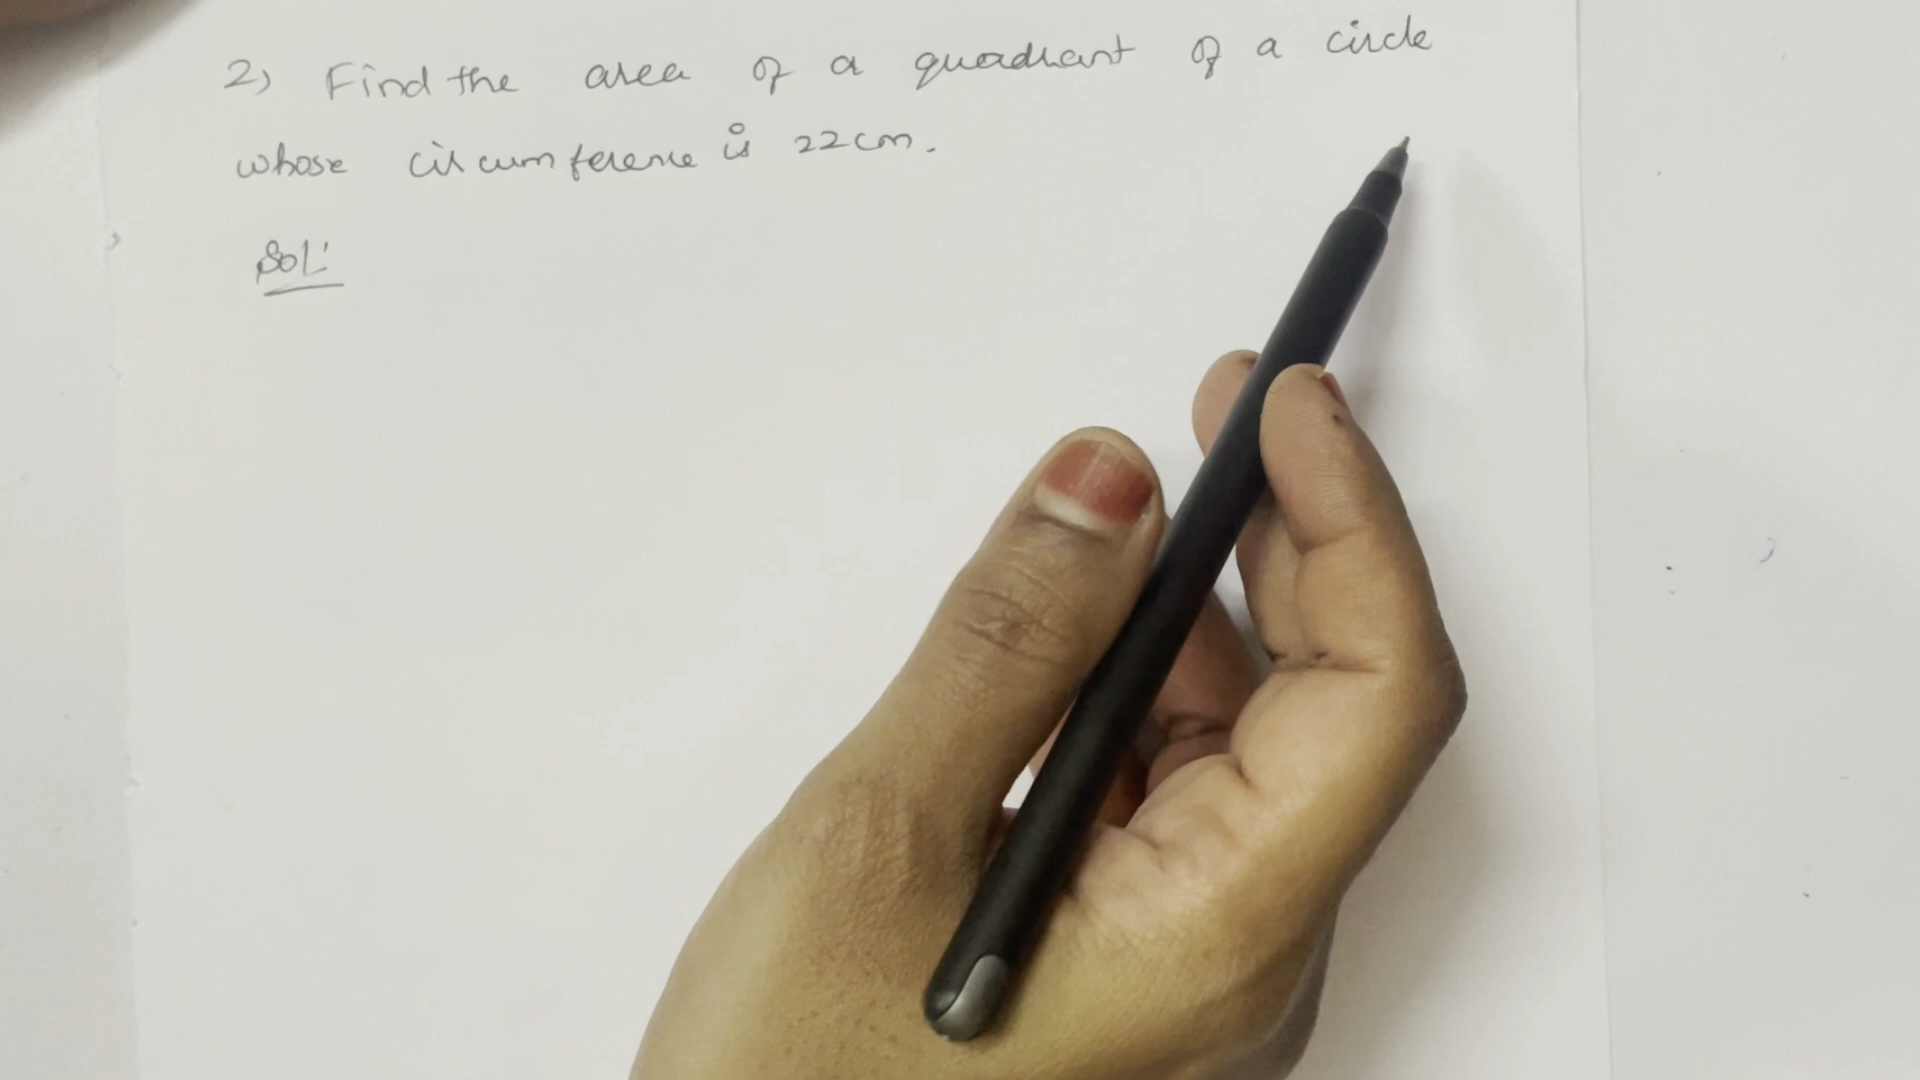 2) Find the area of a quadrant of a circle
whose circumference is 22cm.
Sol: